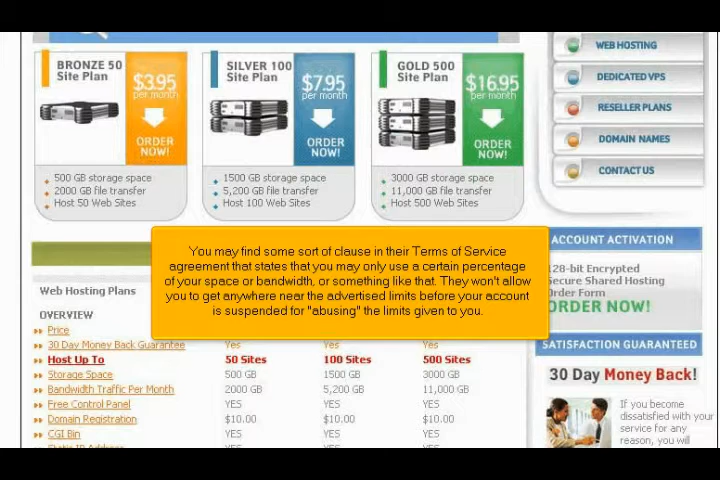 BRONZE 50
Site Plan
$3.95
per month
ORDER
NOW!
500 GB storage space
2000 GB file transfer
Host 50 Web Sites
SILVER 100
Site Plan
$7.95
per month
ORDER
NOW!
1500 GB storage space
5,200 GB file transfer
Host 100 Web Sites
GOLD 500
Site Plan
$16.95
per month
ORDER
NOW!
3000 GB storage space
11,000 GB file transfer
Host 500 Web Sites
WEB HOSTING
DEDICATED VPS
RESELLER PLANS
DOMAIN NAMES
CONTACT US
You may find some sort of clause in their Terms of Service
agreement that states that you may only use a certain percentage
of your space or bandwidth, or something like that. They won't allow
you to get anywhere near the advertised limits before your account
is suspended for "abusing" the limits given to you.
ACCOUNT ACTIVATION
128-bit Encrypted
Secure Shared Hosting
Order Form
ORDER NOW!
SATISFACTION GUARANTEED
30 Day Money Back!
If you become
dissatisfied with your
service for any
reason, you will
Web Hosting Plans
OVERVIEW
Price
30 Day Money Back Guarantee Yes Yes Yes
Host Up To 50 Sites 100 Sites 500 Sites
Storage Space 500 GB 1500 GB 3000 GB
Bandwidth Traffic Per Month 2000 GB 5,200 GB 11,000 GB
Free Control Panel YES YES YES
Domain Registration $10.00 $10.00 $10.00
CGI Bin YES YES YES